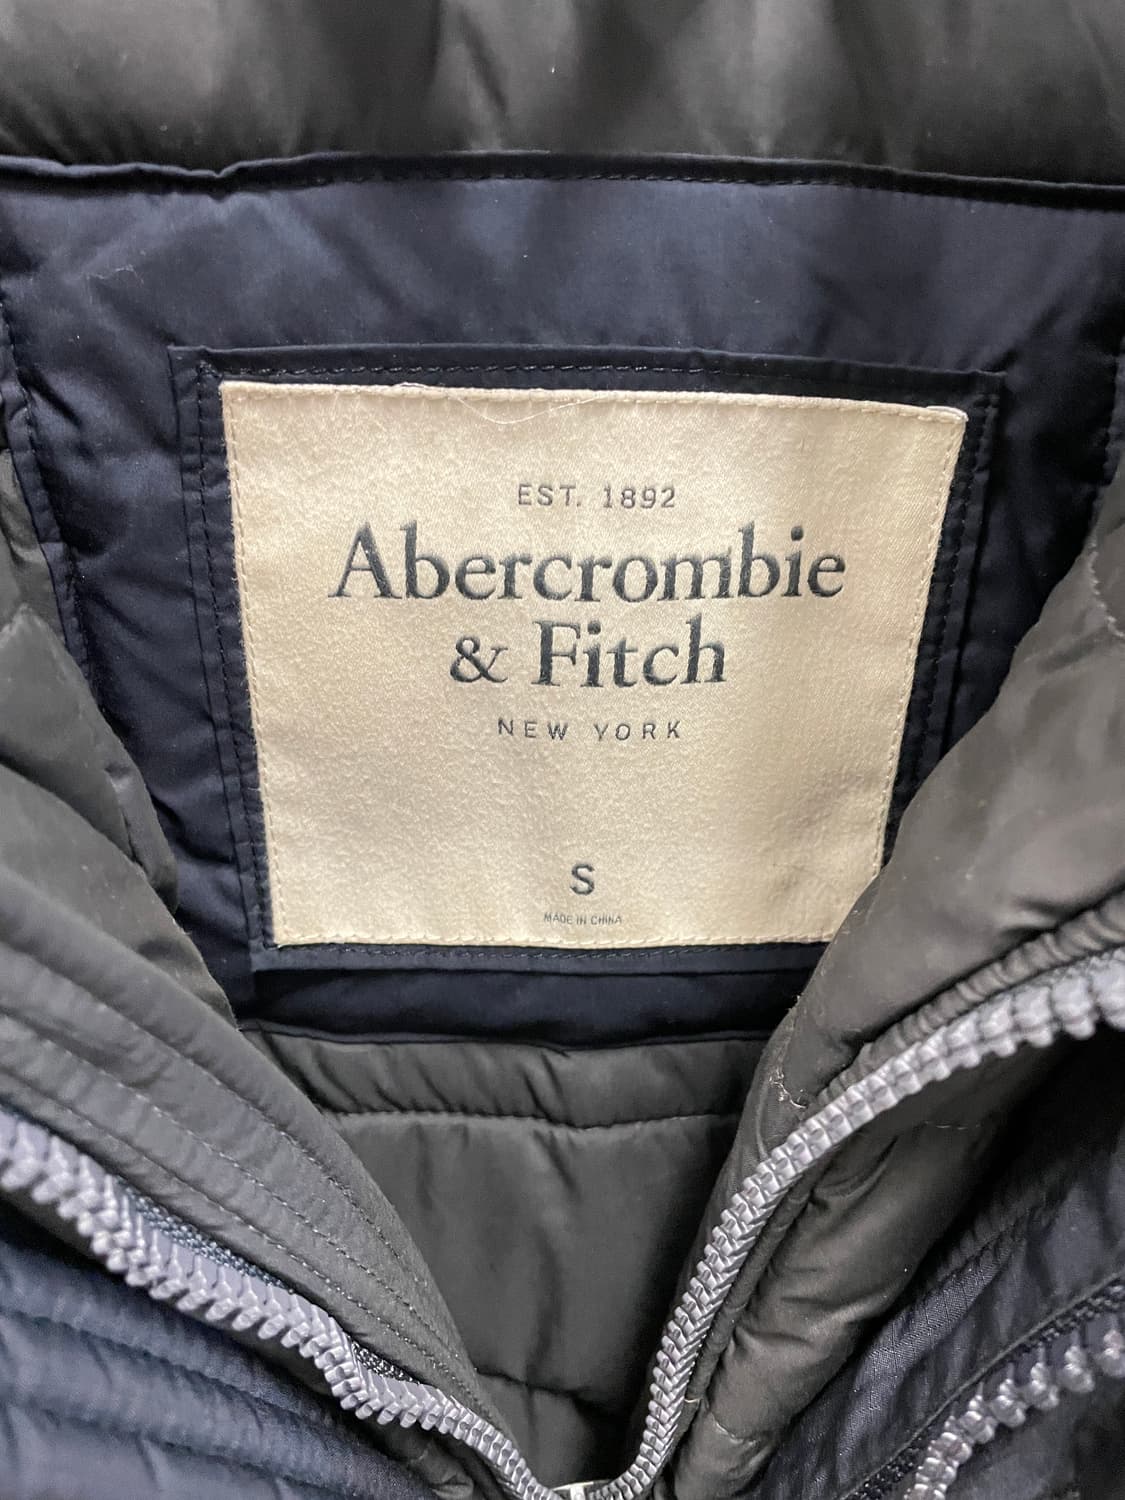 EST. 1892
Abercrombie
& Fitch
NEW YORK
S
MADE IN CHINA